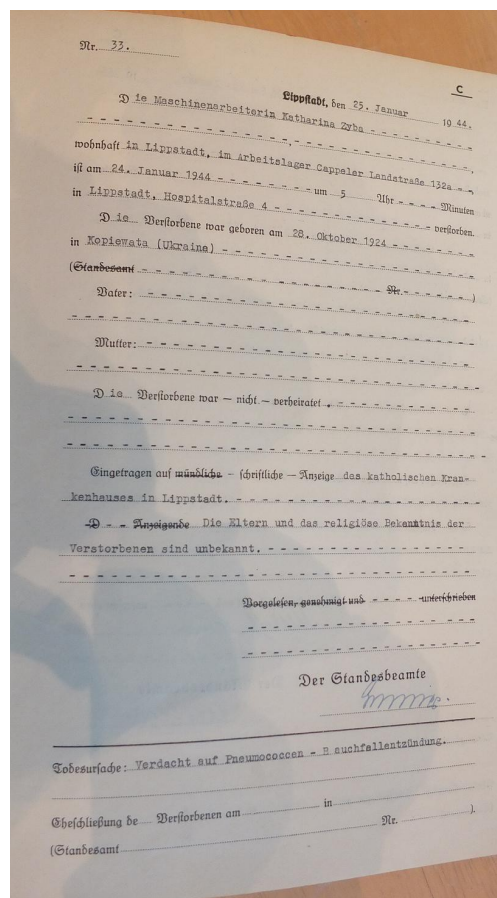 Nr. 33.
C
Lippstadt, den 25. Januar 1944.
Die Maschinenarbeiterin Katharina Zyba - - - - - - - - -
- - - - - - - - - - - - - - - - , - - - - - - - - - - - - - - ,
wohnhaft in Lippstadt, im Arbeitslager Cappeler Landstraße 132a - -,
ist am 24. Januar 1944 - - - - - - - - um 5 Uhr - - - - Minuten
in Lippstadt, Hospitalstraße 4 - - - - - - - - - - - - - - verstorben.
Die Verstorbene war geboren am 28. Oktober 1924 - - - - - - -
in Kopiewata (Ukraine) - - - - - - - - - - - - - - - - - - - -
(Standesamt - - - - - - - - - - - - - - - - - - - Nr. - - - - - )
Vater: - - - - - - - - - - - - - - - - - - - - - - - - - -
- - - - - - - - - - - - - - - - - - - - - - - - - - - - - -
Mutter: - - - - - - - - - - - - - - - - - - - - - - - - - -
- - - - - - - - - - - - - - - - - - - - - - - - - - - - - -
Die Verstorbene war — nicht — verheiratet . - - - - - - - - - - -
- - - - - - - - - - - - - - - - - - - - - - - - - - - - - -
- - - - - - - - - - - - - - - - - - - - - - - - - - - - - -
Eingetragen auf mündliche – schriftliche – Anzeige des katholischen Kran-
kenhauses in Lippstadt. - - - - - - - - - - - - - - - - - - -
D - - Anzeigende Die Eltern und das religiöse Bekenntnis der
Verstorbenen sind unbekannt. - - - - - - - - - - - - - - - -
- - - - - - - - - - - - - - - - - - - - - - - - - - - - - -
Vorgelesen, genehmigt und - - - - unterschrieben
- - - - - - - - - - - - - - - - - -
- - - - - - - - - - - - - - - - - -
Der Standesbeamte
Todesursache: Verdacht auf Pneumococcen - B auchfellentzündung.
Eheschließung de Verstorbenen am in
(Standesamt Nr. ).